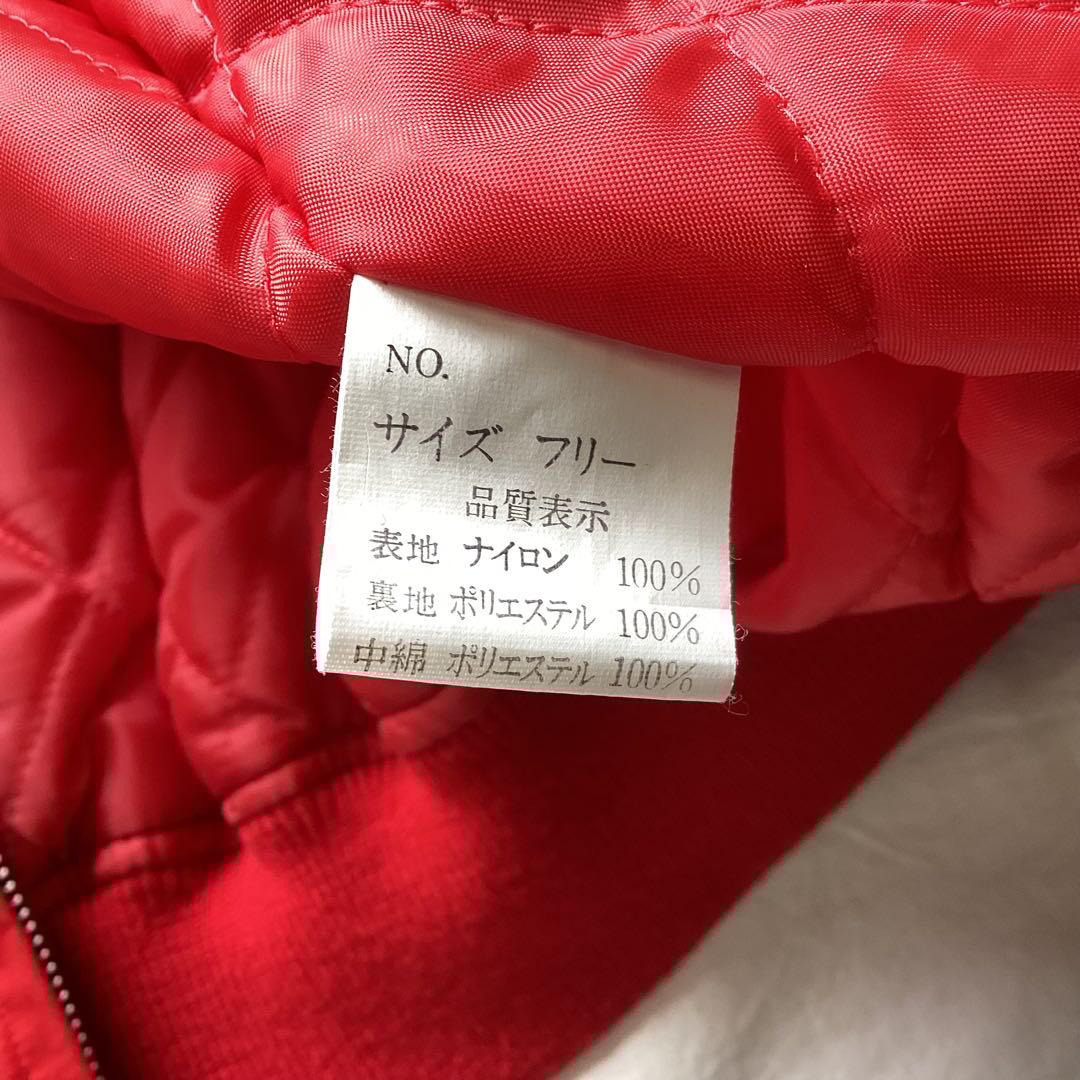 NO.
サイズ フリー
品質表示
表地 ナイロン 100%
裏地 ポリエステル 100%
中綿 ポリエステル 100%